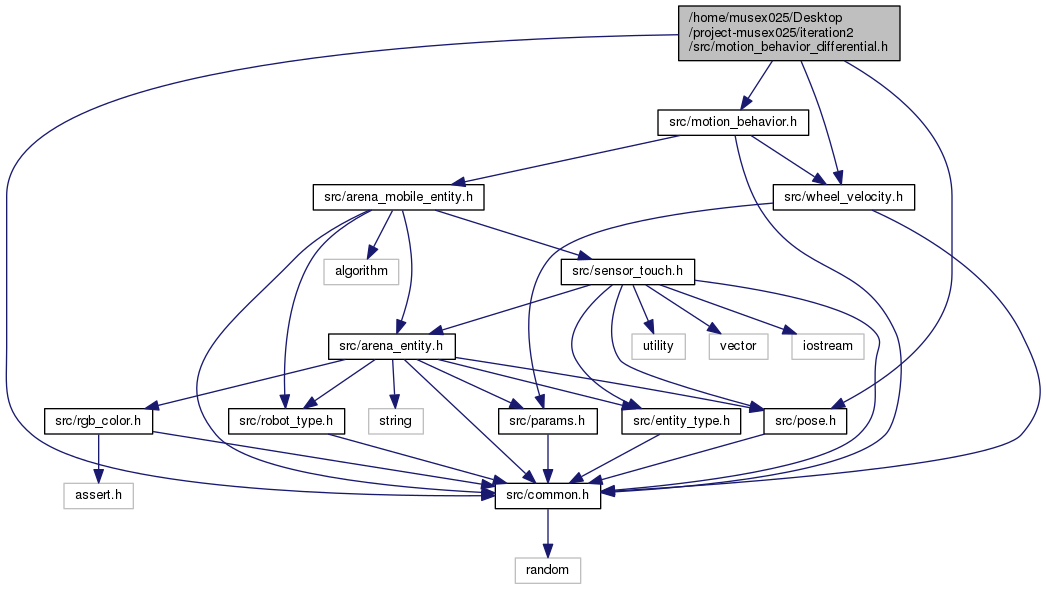 /home/musex025/Desktop
/project-musex025/iteration2
/src/motion_behavior_differential.h
src/motion_behavior.h
src/arena_mobile_entity.h
src/wheel_velocity.h
algorithm
src/sensor_touch.h
src/arena_entity.h
utility
vector
iostream
src/rgb_color.h
src/robot_type.h
string
src/params.h
src/entity_type.h
src/pose.h
assert.h
src/common.h
random